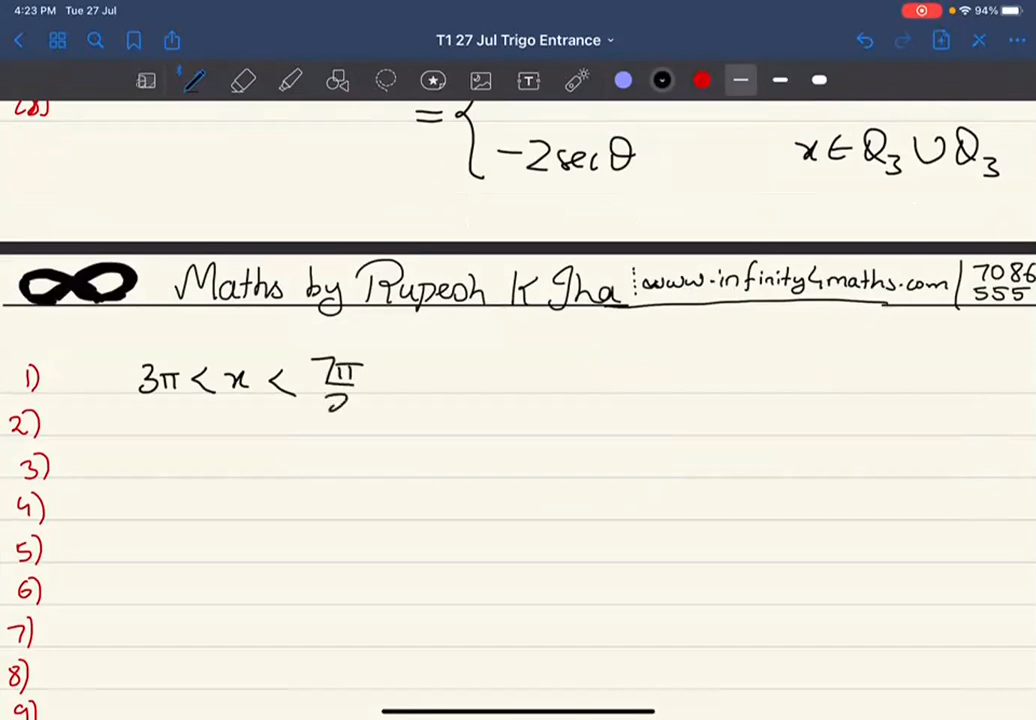 4:23 PM Tue 27 Jul 94%
T1 27 Jul Trigo Entrance
(8)
= { -2secθ x ∈ Q₃ ∪ Q₃
∞ Maths by Rupesh K Jha www.infinity4maths.com / 7086
555
1) 3π < x < 7π/2
2)
3)
4)
5)
6)
7)
8)
9)